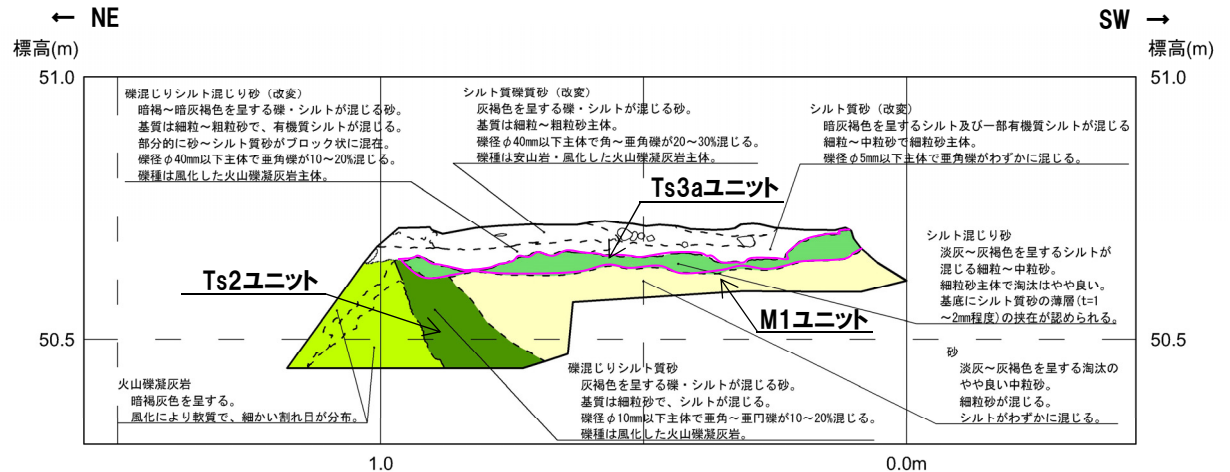 ← NE
SW →
標高(m)
標高(m)
51.0
51.0
礫混じりシルト混じり砂（改変）
暗褐～暗灰褐色を呈する礫・シルトが混じる砂。
基質は細粒～粗粒砂で、有機質シルトが混じる。
部分的に砂～シルト質砂がブロック状に混在。
礫径φ40mm以下主体で亜角礫が10～20%混じる。
礫種は風化した火山礫凝灰岩主体。
シルト質礫質砂（改変）
灰褐色を呈する礫・シルトが混じる砂。
基質は細粒～粗粒砂主体。
礫径φ40mm以下主体で角～亜角礫が20～30%混じる。
礫種は安山岩・風化した火山礫凝灰岩主体。
シルト質砂（改変）
暗灰褐色を呈するシルト及び一部有機質シルトが混じる
細粒～中粒砂で細粒砂主体。
礫径φ5mm以下主体で亜角礫がわずかに混じる。
Ts3aユニット
シルト混じり砂
淡灰～灰褐色を呈するシルトが
混じる細粒～中粒砂。
細粒砂主体で淘汰はやや良い。
基底にシルト質砂の薄層(t=1
～2mm程度)の挟在が認められる。
Ts2ユニット
M1ユニット
50.5
50.5
砂
淡灰～灰褐色を呈する淘汰の
やや良い中粒砂。
細粒砂が混じる。
シルトがわずかに混じる。
礫混じりシルト質砂
灰褐色を呈する礫・シルトが混じる砂。
基質は細粒砂で、シルトが混じる。
礫径φ10mm以下主体で亜角～亜円礫が10～20%混じる。
礫種は風化した火山礫凝灰岩。
火山礫凝灰岩
暗褐灰色を呈する。
風化により軟質で、細かい割れ目が分布。
1.0
0.0m